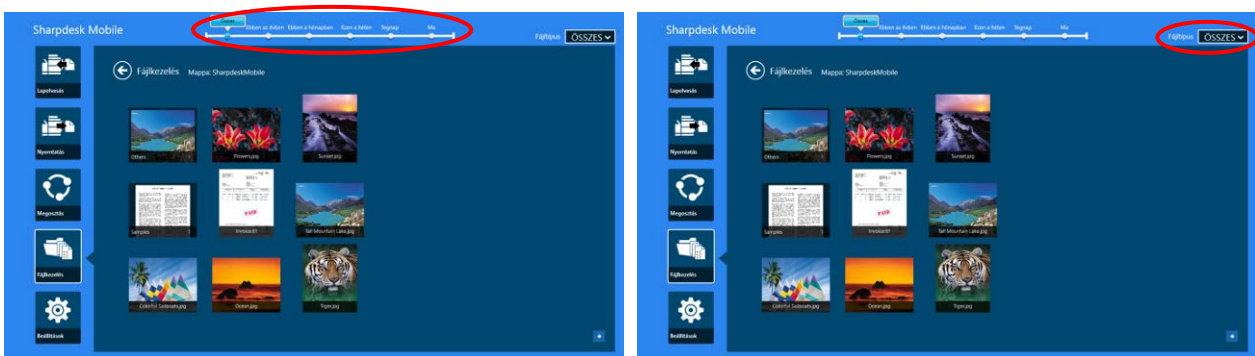 Sharpdesk Mobile
Összes Ebben az évben Ebben a hónapban Ezen a héten Tegnap Ma
Fájltípus ÖSSZES
Fájlkezelés Mappa: SharpdeskMobile
Lapolvasás
Nyomtatás
Megosztás
Fájlkezelés
Beállítások
Others Flowers.jpg Sunset.jpg
Samples Invoice01 Tall Mountain Lake.jpg
Colorful Sailboats.jpg Ocean.jpg Tiger.jpg
Sharpdesk Mobile
Összes Ebben az évben Ebben a hónapban Ezen a héten Tegnap Ma
Fájltípus ÖSSZES
Fájlkezelés Mappa: SharpdeskMobile
Lapolvasás
Nyomtatás
Megosztás
Fájlkezelés
Beállítások
Others Flowers.jpg Sunset.jpg
Samples Invoice01 Tall Mountain Lake.jpg
Colorful Sailboats.jpg Ocean.jpg Tiger.jpg